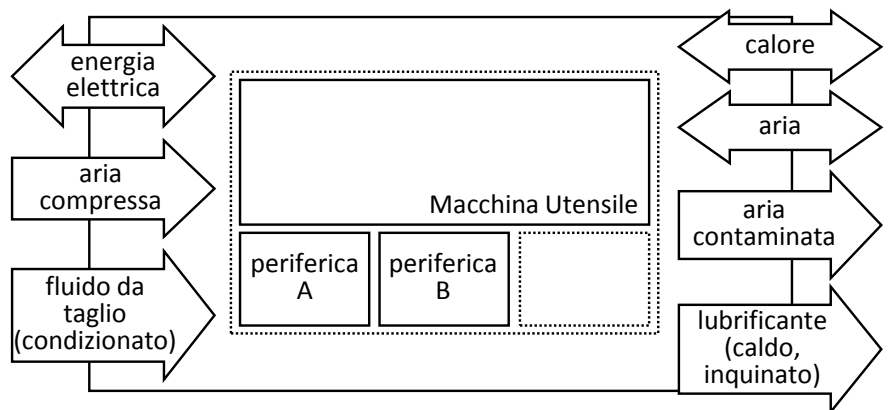 energia
elettrica
aria
compressa
fluido da
taglio
(condizionato)
Macchina Utensile
periferica
A
periferica
B
calore
aria
aria
contaminata
lubrificante
(caldo,
inquinato)